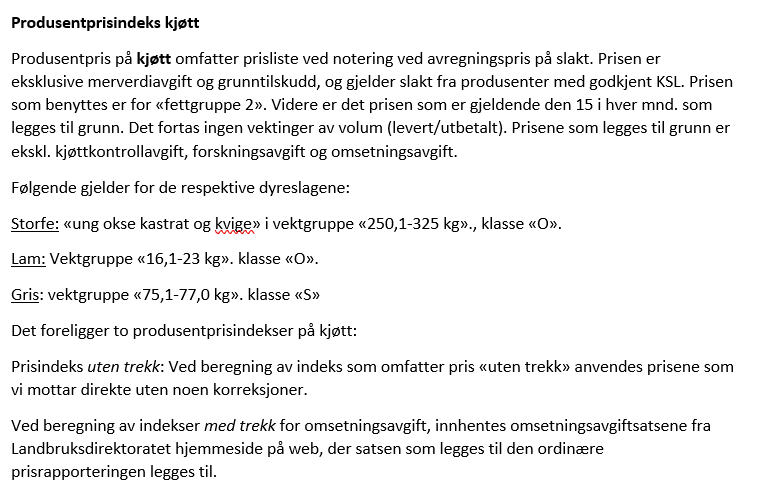 Produsentprisindeks kjøtt
Produsentpris på kjøtt omfatter prisliste ved notering ved avregningspris på slakt. Prisen er
eksklusive merverdiavgift og grunntilskudd, og gjelder slakt fra produsenter med godkjent KSL. Prisen
som benyttes er for «fettgruppe 2». Videre er det prisen som er gjeldende den 15 i hver mnd. som
legges til grunn. Det fortas ingen vektinger av volum (levert/utbetalt). Prisene som legges til grunn er
ekskl. kjøttkontrollavgift, forskningsavgift og omsetningsavgift.
Følgende gjelder for de respektive dyreslagene:
Storfe: «ung okse kastrat og kvige» i vektgruppe «250,1-325 kg»., klasse «O».
Lam: Vektgruppe «16,1-23 kg». klasse «O».
Gris: vektgruppe «75,1-77,0 kg». klasse «S»
Det foreligger to produsentprisindekser på kjøtt:
Prisindeks uten trekk: Ved beregning av indeks som omfatter pris «uten trekk» anvendes prisene som
vi mottar direkte uten noen korreksjoner.
Ved beregning av indekser med trekk for omsetningsavgift, innhentes omsetningsavgiftsatsene fra
Landbruksdirektoratet hjemmeside på web, der satsen som legges til den ordinære
prisrapporteringen legges til.